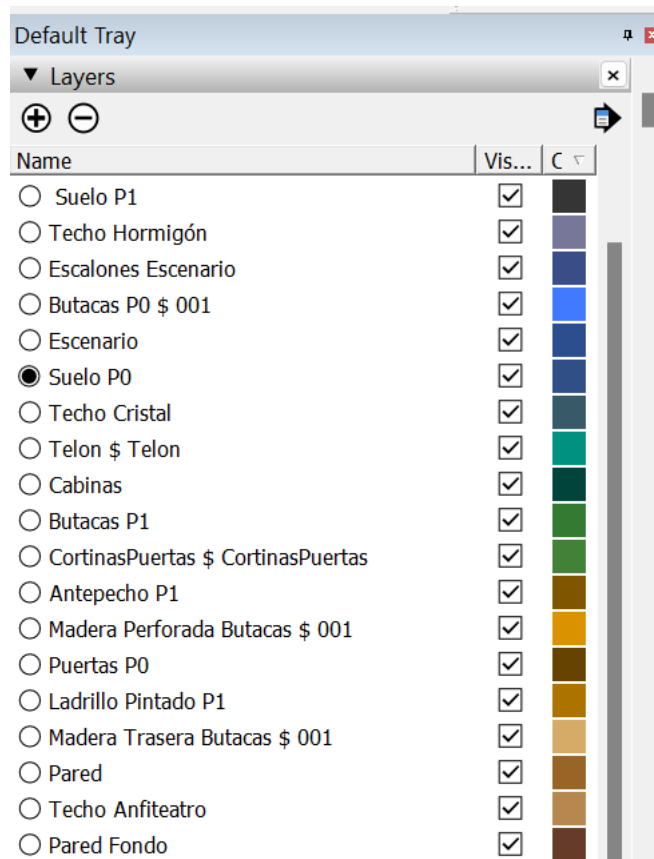 Default Tray
Layers
Name Vis... C
Suelo P1
Techo Hormigón
Escalones Escenario
Butacas P0 $ 001
Escenario
Suelo P0
Techo Cristal
Telon $ Telon
Cabinas
Butacas P1
CortinasPuertas $ CortinasPuertas
Antepecho P1
Madera Perforada Butacas $ 001
Puertas P0
Ladrillo Pintado P1
Madera Trasera Butacas $ 001
Pared
Techo Anfiteatro
Pared Fondo